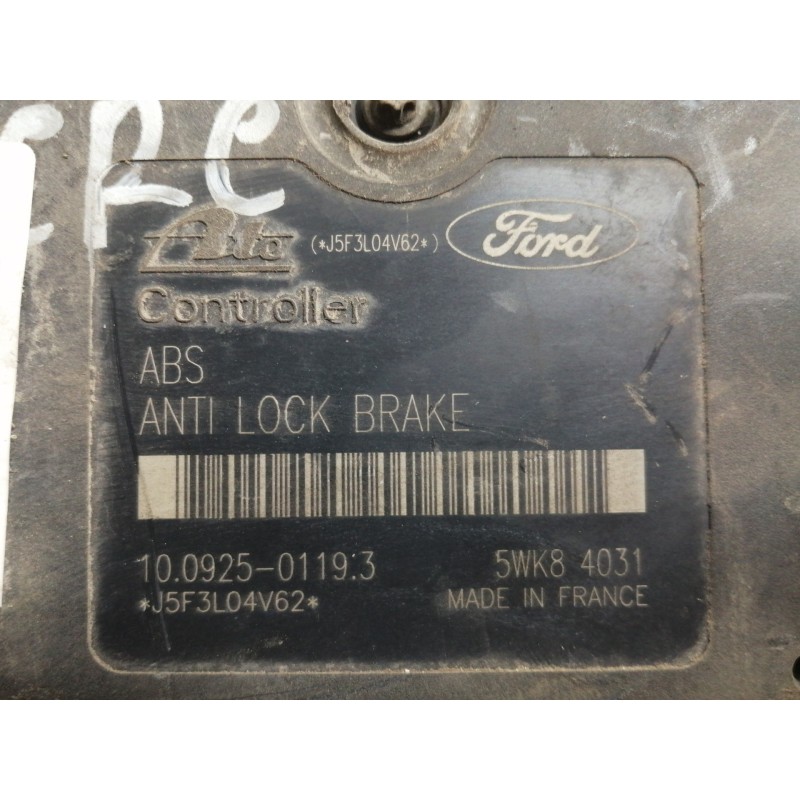 Ate (*J5F3L04V62*) Ford
Controller
ABS
ANTI LOCK BRAKE
10.0925-0119.3 5WK8 4031
*J5F3L04V62* MADE IN FRANCE